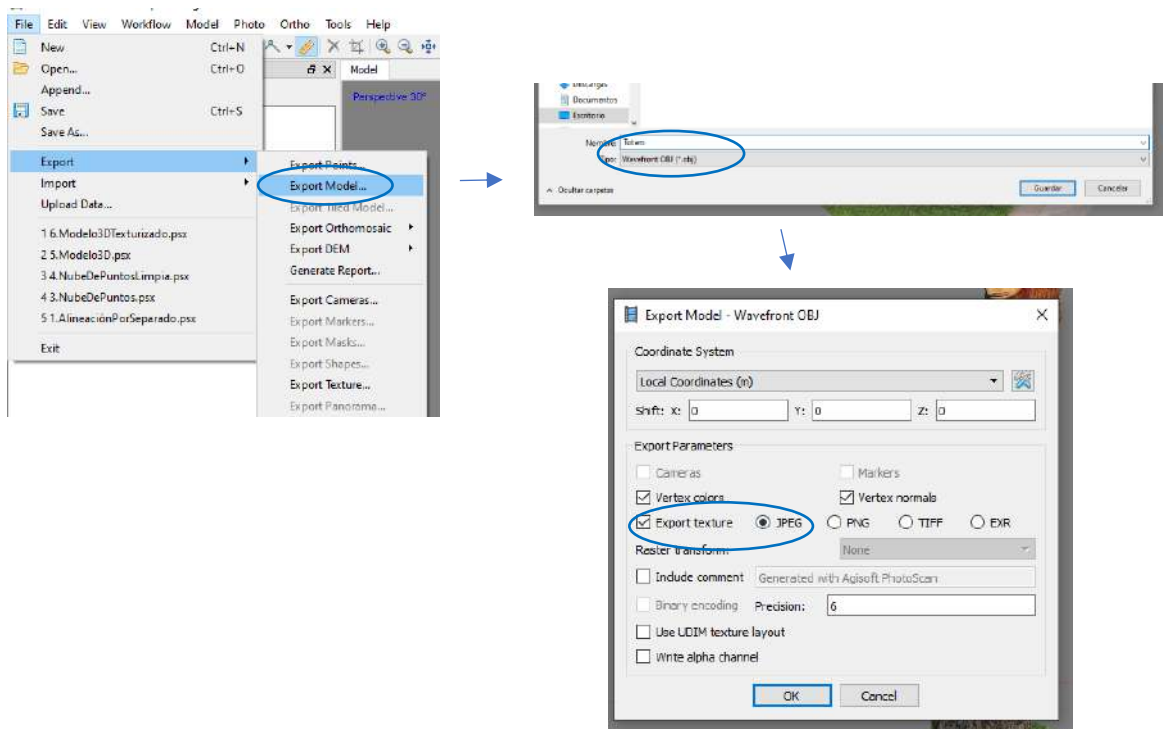 File Edit View Workflow Model Photo Ortho Tools Help
New Ctrl+N
Open... Ctrl+O
Append...
Save Ctrl+S
Save As...
Export
Import
Upload Data...
1 6.Modelo3DTexturizado.psx
2 5.Modelo3D.psx
3 4.NubeDePuntosLimpia.psx
4 3.NubeDePuntos.psx
5 1.AlineaciónPorSeparado.psx
Exit
Model
Perspective 30°
Export Points...
Export Model...
Export Tiled Model...
Export Orthomosaic
Export DEM
Generate Report...
Export Cameras...
Export Markers...
Export Masks...
Export Shapes...
Export Texture...
Export Panorama...
Descargas
Documentos
Escritorio
Nombre: Totem
Tipo: Wavefront OBJ (*.obj)
Ocultar carpetas Guardar Cancelar
Export Model - Wavefront OBJ
Coordinate System
Local Coordinates (m)
Shift: X: 0 Y: 0 Z: 0
Export Parameters
Cameras Markers
Vertex colors Vertex normals
Export texture JPEG PNG TIFF EXR
Raster transform: None
Include comment Generated with Agisoft PhotoScan
Binary encoding Precision: 6
Use UDIM texture layout
Write alpha channel
OK Cancel